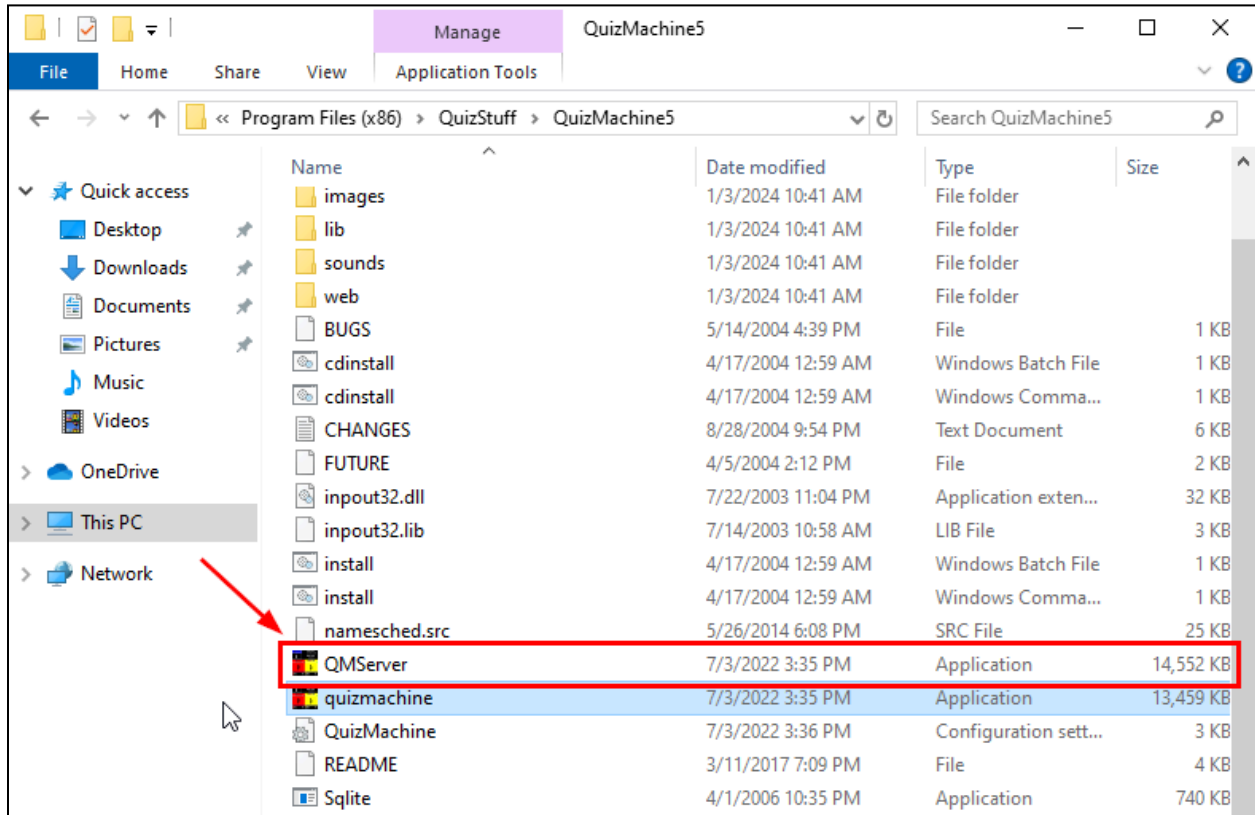 Manage QuizMachine5
File Home Share View Application Tools
« Program Files (x86) › QuizStuff › QuizMachine5 Search QuizMachine5
Name Date modified Type Size
Quick access
Desktop
Downloads
Documents
Pictures
Music
Videos
OneDrive
This PC
Network
images 1/3/2024 10:41 AM File folder
lib 1/3/2024 10:41 AM File folder
sounds 1/3/2024 10:41 AM File folder
web 1/3/2024 10:41 AM File folder
BUGS 5/14/2004 4:39 PM File 1 KB
cdinstall 4/17/2004 12:59 AM Windows Batch File 1 KB
cdinstall 4/17/2004 12:59 AM Windows Comma... 1 KB
CHANGES 8/28/2004 9:54 PM Text Document 6 KB
FUTURE 4/5/2004 2:12 PM File 2 KB
inpout32.dll 7/22/2003 11:04 PM Application exten... 32 KB
inpout32.lib 7/14/2003 10:58 AM LIB File 3 KB
install 4/17/2004 12:59 AM Windows Batch File 1 KB
install 4/17/2004 12:59 AM Windows Comma... 1 KB
namesched.src 5/26/2014 6:08 PM SRC File 25 KB
QMServer 7/3/2022 3:35 PM Application 14,552 KB
quizmachine 7/3/2022 3:35 PM Application 13,459 KB
QuizMachine 7/3/2022 3:36 PM Configuration sett... 3 KB
README 3/11/2017 7:09 PM File 4 KB
Sqlite 4/1/2006 10:35 PM Application 740 KB